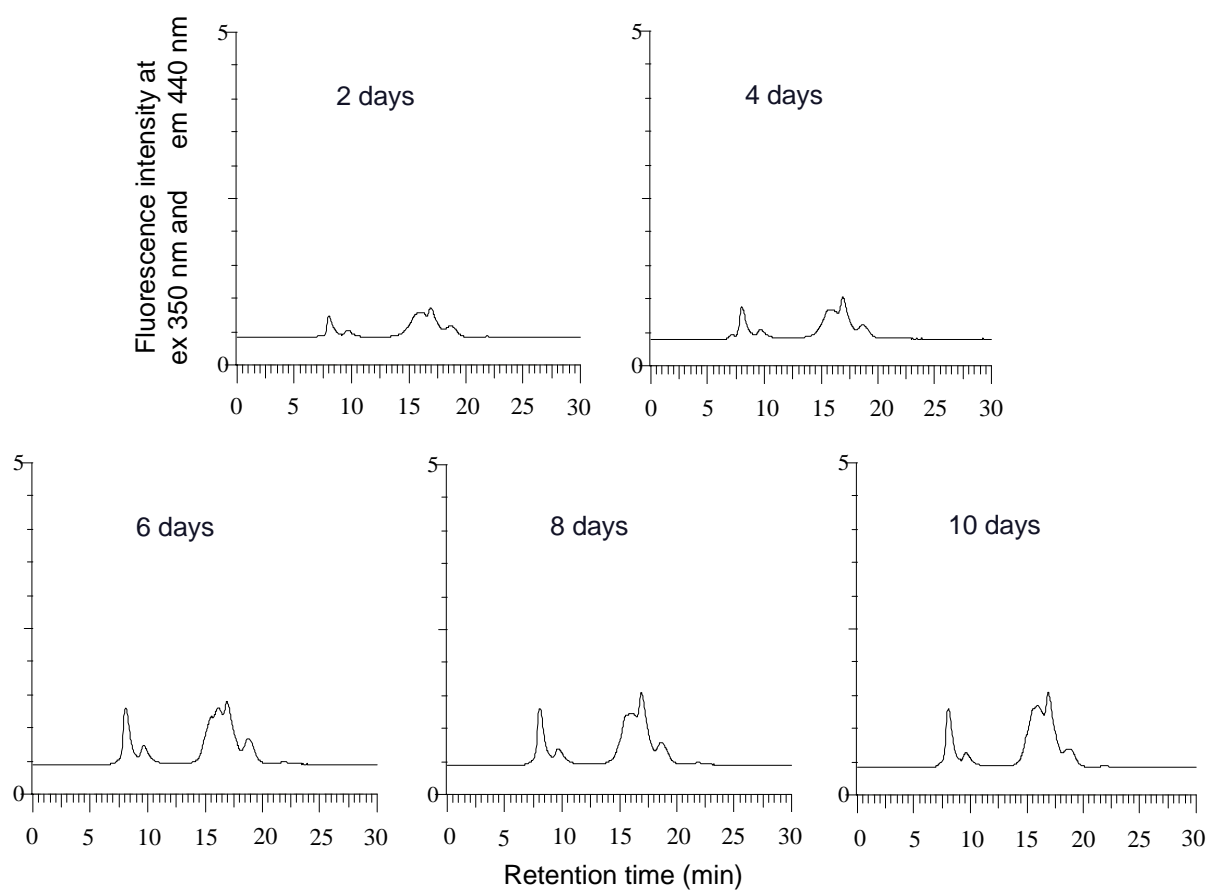 Fluorescence intensity at
ex 350 nm and em 440 nm
5
2 days
0
0 5 10 15 20 25 30
5
4 days
0
0 5 10 15 20 25 30
5
6 days
0
0 5 10 15 20 25 30
5
8 days
0
0 5 10 15 20 25 30
5
10 days
0
0 5 10 15 20 25 30
Retention time (min)